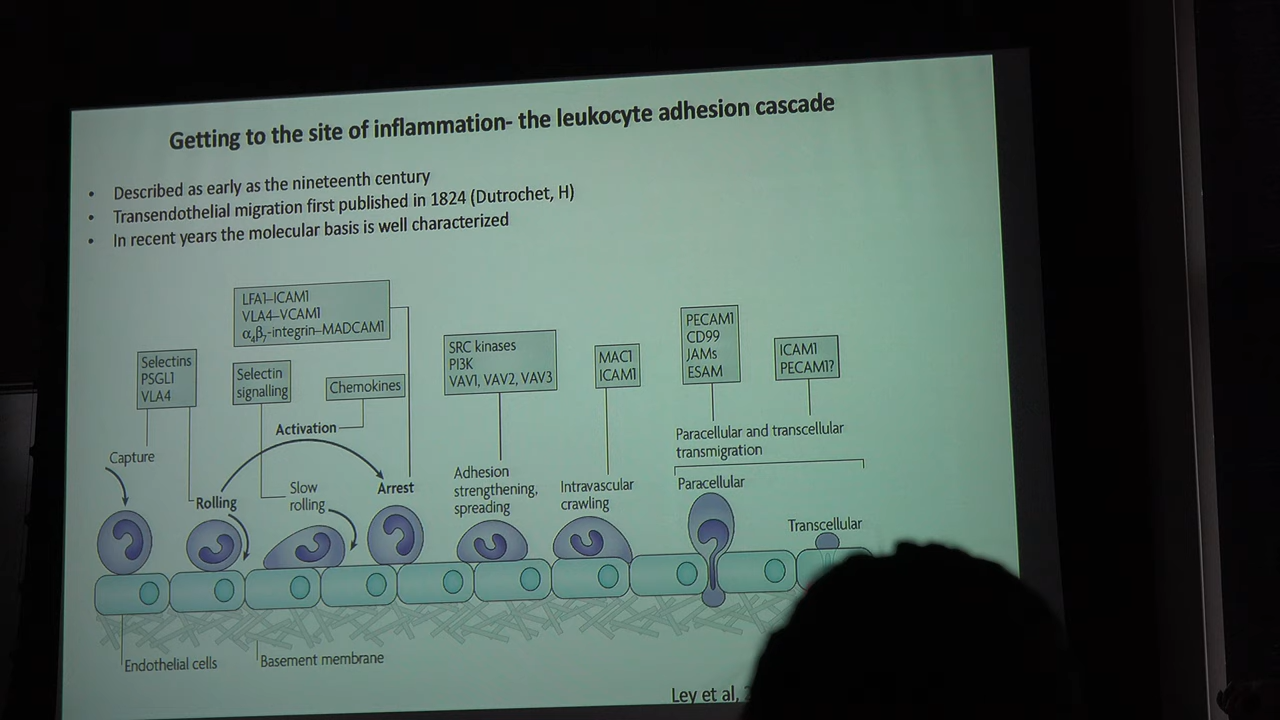 Getting to the site of inflammation- the leukocyte adhesion cascade
• Described as early as the nineteenth century
• Transendothelial migration first published in 1824 (Dutrochet, H)
• In recent years the molecular basis is well characterized
LFA1–ICAM1
VLA4–VCAM1
α4β7-integrin–MADCAM1
Selectins
PSGL1
VLA4
Selectin
signalling
Chemokines
SRC kinases
PI3K
VAV1, VAV2, VAV3
MAC1
ICAM1
PECAM1
CD99
JAMs
ESAM
ICAM1
PECAM1?
Activation
Capture
Rolling
Slow
rolling
Arrest
Adhesion
strengthening,
spreading
Intravascular
crawling
Paracellular and transcellular
transmigration
Paracellular
Transcellular
Endothelial cells
Basement membrane
Ley et al,